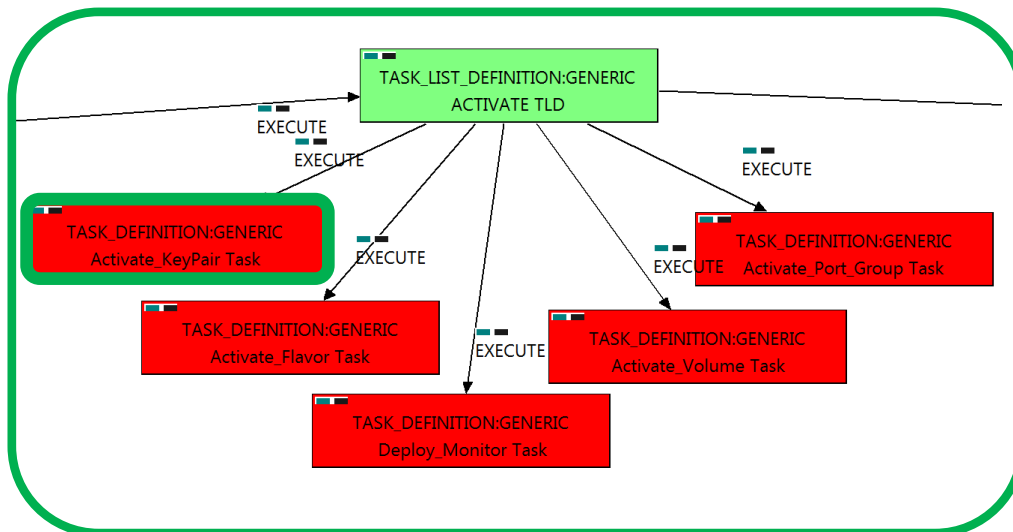 TASK_LIST_DEFINITION:GENERIC
ACTIVATE TLD
EXECUTE
EXECUTE
EXECUTE
TASK_DEFINITION:GENERIC
Activate_KeyPair Task
TASK_DEFINITION:GENERIC
Activate_Port_Group Task
EXECUTE
EXECUTE
TASK_DEFINITION:GENERIC
Activate_Flavor Task
TASK_DEFINITION:GENERIC
Activate_Volume Task
EXECUTE
TASK_DEFINITION:GENERIC
Deploy_Monitor Task